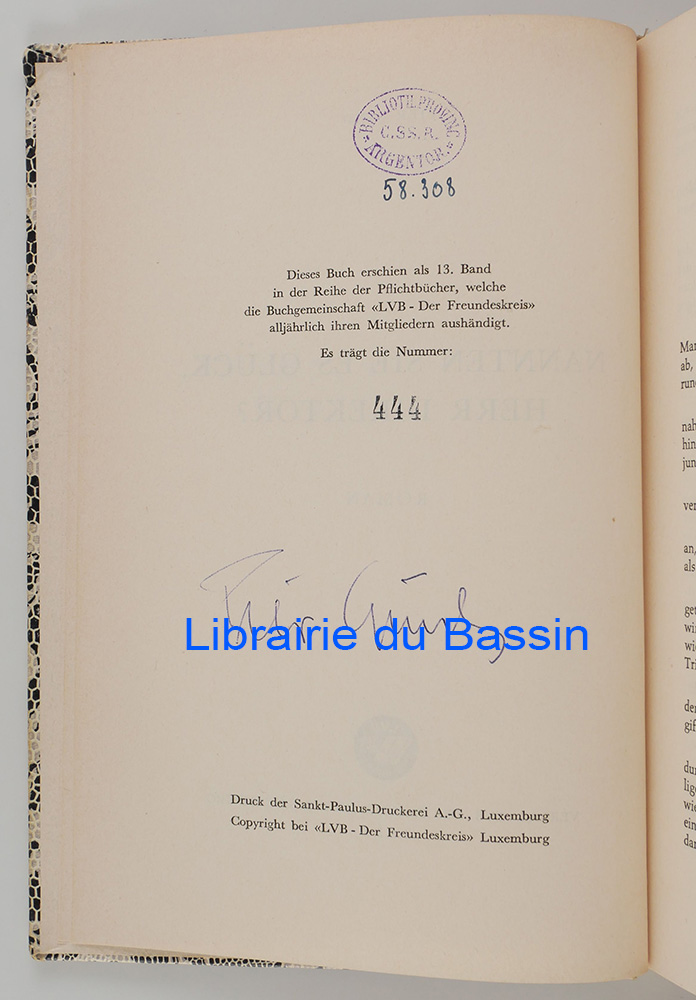 BIBLIOTH. PROVINC.
C.SS.R.
ARGENTOR.
58.308
Dieses Buch erschien als 13. Band
in der Reihe der Pflichtbücher, welche
die Buchgemeinschaft «LVB - Der Freundeskreis»
alljährlich ihren Mitgliedern aushändigt.
Es trägt die Nummer:
444
Librairie du Bassin
Druck der Sankt-Paulus-Druckerei A.-G., Luxemburg
Copyright bei «LVB - Der Freundeskreis» Luxemburg
ab,
als